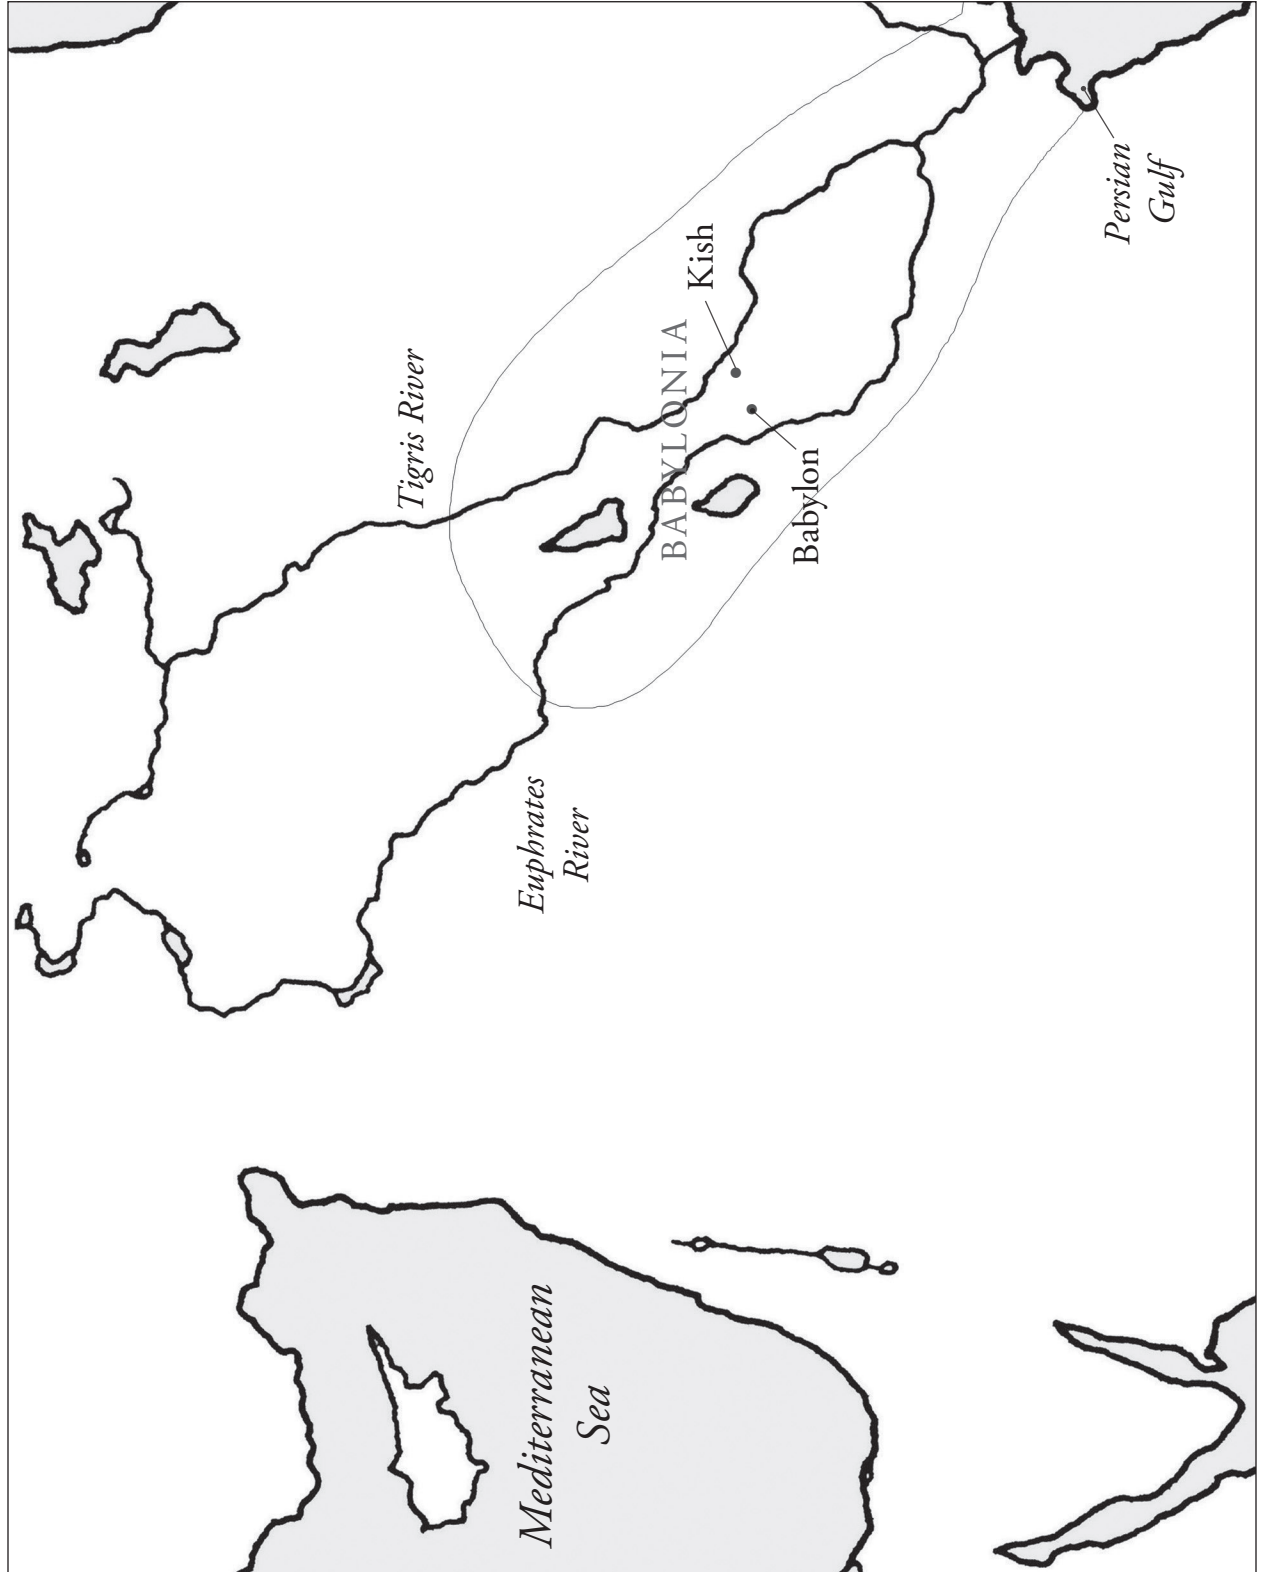 Tigris River
Euphrates
River
BABYLONIA
Kish
Babylon
Persian
Gulf
Mediterranean
Sea